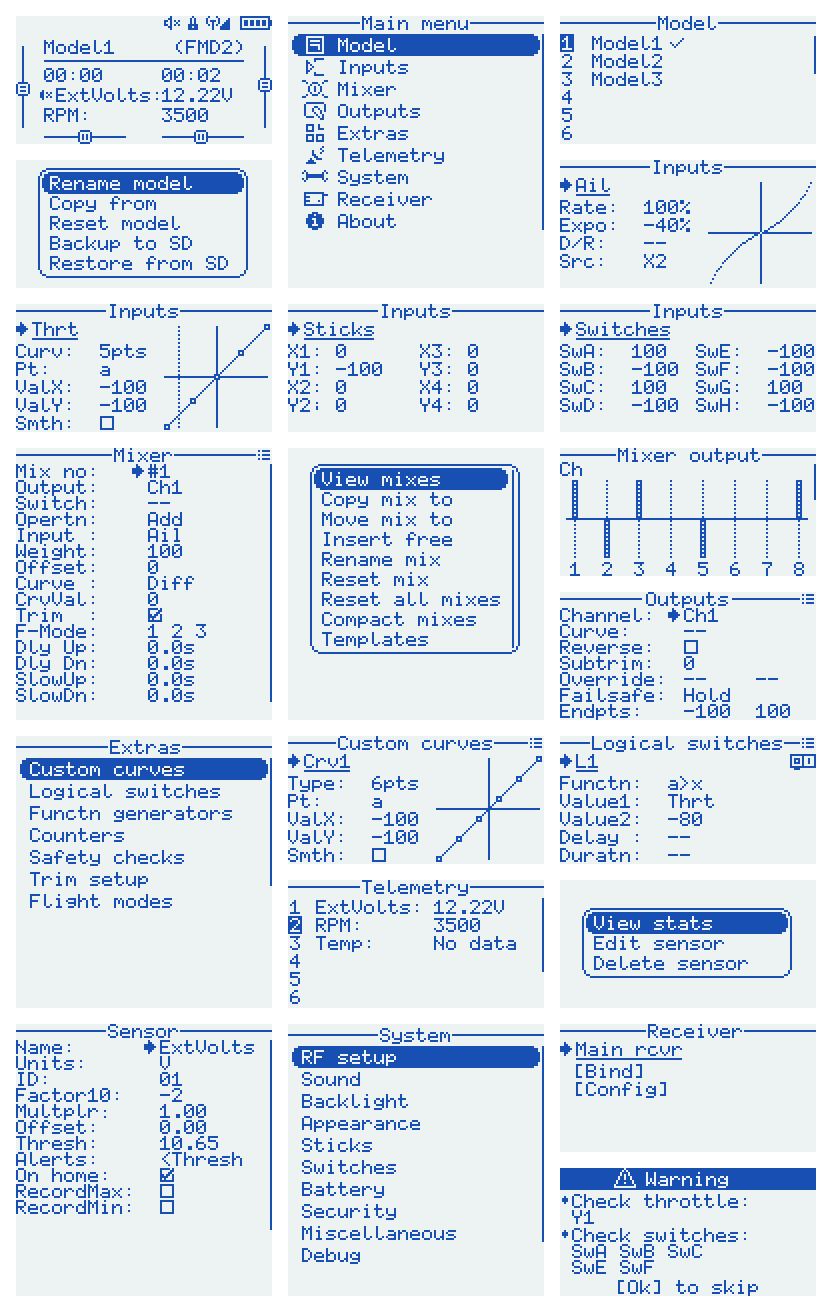 Model1 (FMD2)
00:00 00:02
ExtVolts:12.22V
RPM: 3500
Main menu
Model
Inputs
Mixer
Outputs
Extras
Telemetry
System
Receiver
About
Model
1 Model1
2 Model2
3 Model3
4
5
6
Rename model
Copy from
Reset model
Backup to SD
Restore from SD
Inputs
Ail
Rate: 100%
Expo: -40%
D/R: --
Src: X2
Inputs
Thrt
Curv: 5pts
Pt: a
ValX: -100
ValY: -100
Smth:
Inputs
Sticks
X1: 0 X3: 0
Y1: -100 Y3: 0
X2: 0 X4: 0
Y2: 0 Y4: 0
Inputs
Switches
SwA: 100 SwE: -100
SwB: -100 SwF: -100
SwC: 100 SwG: 100
SwD: -100 SwH: -100
Mixer
Mix no: #1
Output: Ch1
Switch: --
Opertn: Add
Input : Ail
Weight: 100
Offset: 0
Curve : Diff
CrvVal: 0
Trim :
F-Mode: 1 2 3
Dly Up: 0.0s
Dly Dn: 0.0s
SlowUp: 0.0s
SlowDn: 0.0s
View mixes
Copy mix to
Move mix to
Insert free
Rename mix
Reset mix
Reset all mixes
Compact mixes
Templates
Mixer output
Ch
1 2 3 4 5 6 7 8
Outputs
Channel: Ch1
Curve: --
Reverse:
Subtrim: 0
Override: -- --
Failsafe: Hold
Endpts: -100 100
Extras
Custom curves
Logical switches
Functn generators
Counters
Safety checks
Trim setup
Flight modes
Custom curves
Crv1
Type: 6pts
Pt: a
ValX: -100
ValY: -100
Smth:
Logical switches
L1
Functn: a>x
Value1: Thrt
Value2: -80
Delay : --
Duratn: --
Telemetry
1 ExtVolts: 12.22V
2 RPM: 3500
3 Temp: No data
4
5
6
View stats
Edit sensor
Delete sensor
Sensor
Name: ExtVolts
Units: V
ID: 01
Factor10: -2
Multplr: 1.00
Offset: 0.00
Thresh: 10.65
Alerts: <Thresh
On home:
RecordMax:
RecordMin:
System
RF setup
Sound
Backlight
Appearance
Sticks
Switches
Battery
Security
Miscellaneous
Debug
Receiver
Main rcvr
[Bind]
[Config]
Warning
*Check throttle:
Y1
*Check switches:
SwA SwB SwC
SwE SwF
[Ok] to skip